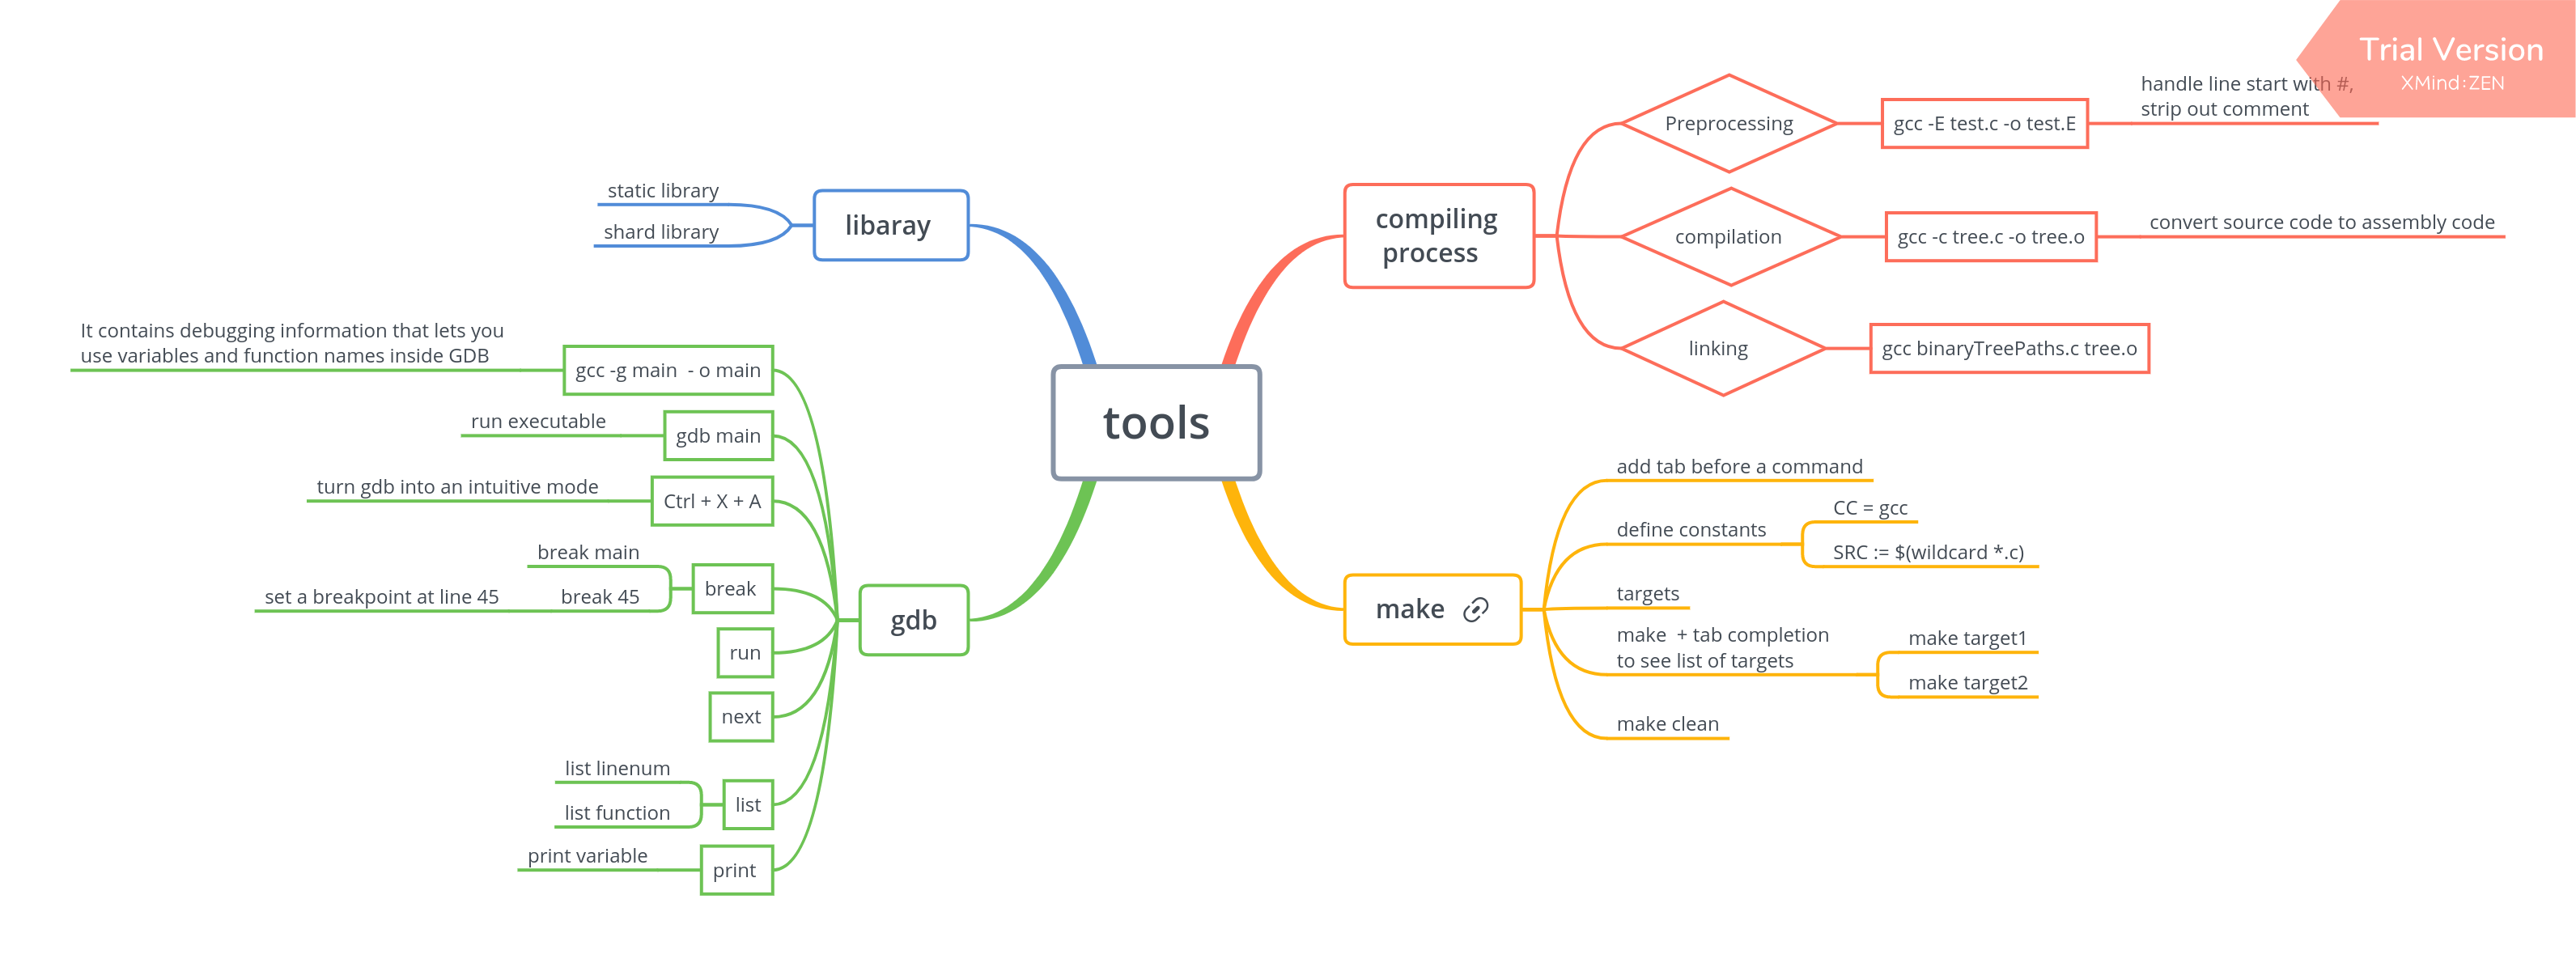 Trial Version
XMind:ZEN
tools
compiling
process
Preprocessing
gcc -E test.c -o test.E
handle line start with #,
strip out comment
compilation
gcc -c tree.c -o tree.o
convert source code to assembly code
linking
gcc binaryTreePaths.c tree.o
make
add tab before a command
define constants
CC = gcc
SRC := $(wildcard *.c)
targets
make + tab completion
to see list of targets
make target1
make target2
make clean
libaray
static library
shard library
gdb
gcc -g main - o main
It contains debugging information that lets you
use variables and function names inside GDB
gdb main
run executable
Ctrl + X + A
turn gdb into an intuitive mode
break
break main
break 45
set a breakpoint at line 45
run
next
list
list linenum
list function
print
print variable